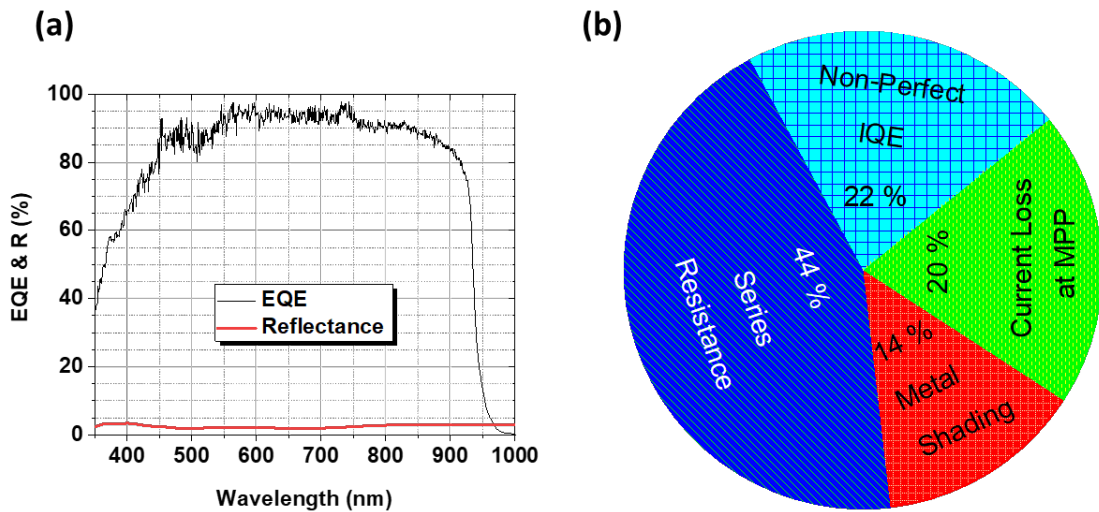 (a)
100
80
60
40
20
0
EQE & R (%)
EQE
Reflectance
400 500 600 700 800 900 1000
Wavelength (nm)
(b)
Non-Perfect
IQE
22 %
Current Loss
at MPP
20 %
14 %
Metal
Shading
44 %
Series
Resistance